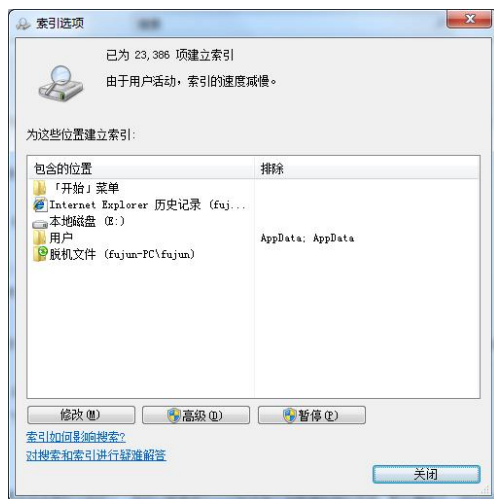 索引选项
已为 23,386 项建立索引
由于用户活动，索引的速度减慢。
为这些位置建立索引:
包含的位置 排除
「开始」菜单
Internet Explorer 历史记录 (fuj...
本地磁盘 (E:)
用户 AppData; AppData
脱机文件 (fujun-PC\fujun)
修改(M) 高级(D) 暂停(P)
索引如何影响搜索?
对搜索和索引进行疑难解答
关闭